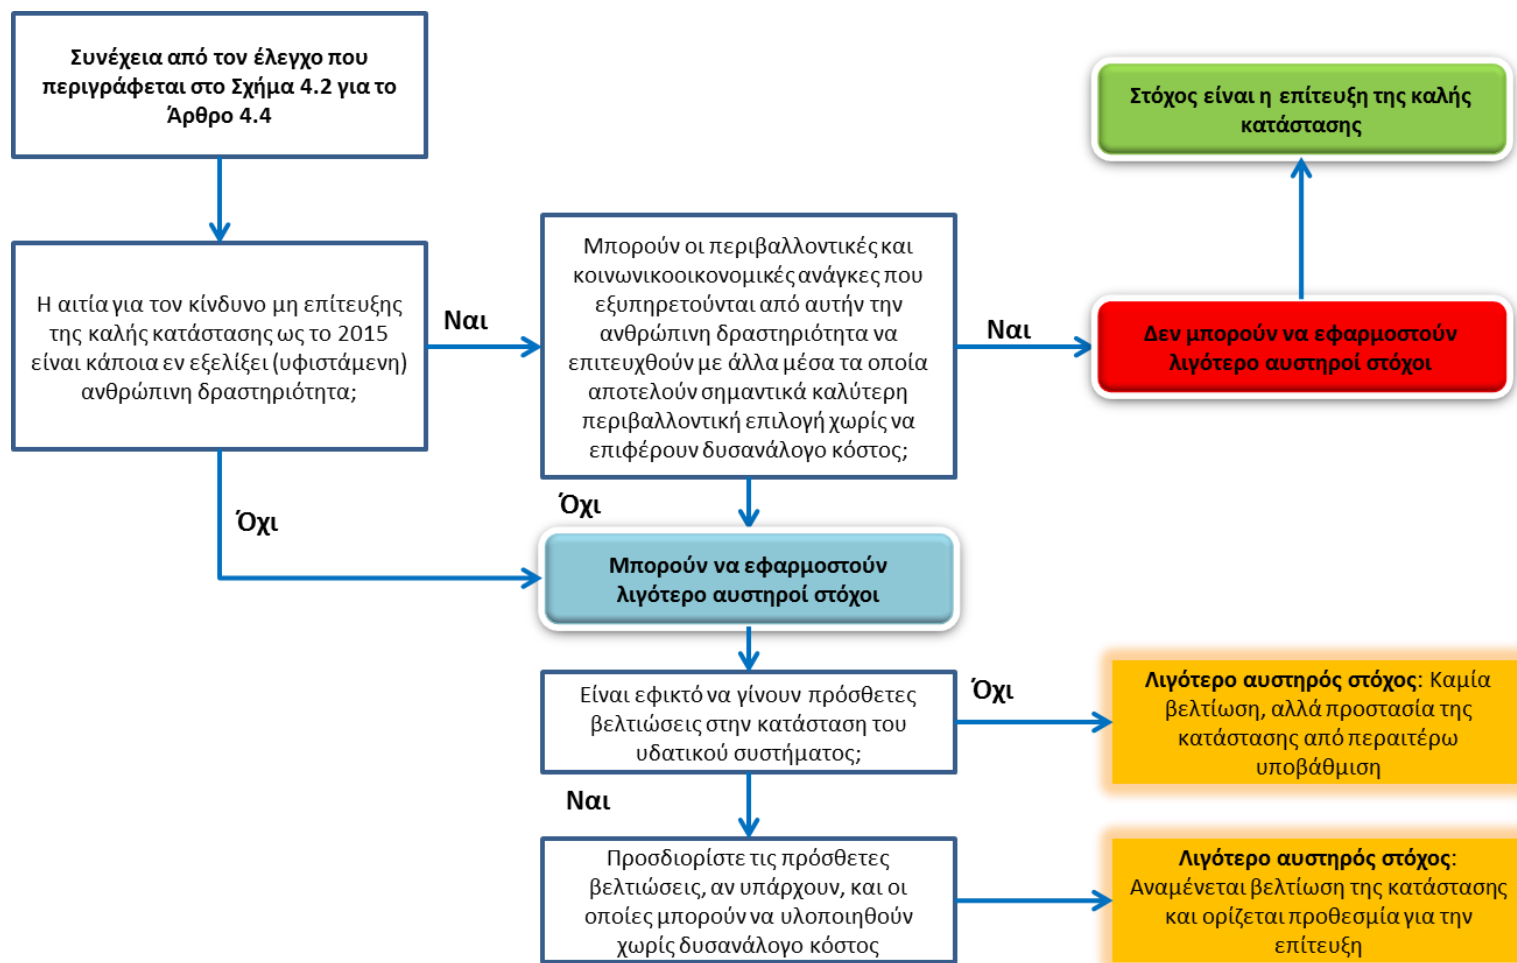 Συνέχεια από τον έλεγχο που
περιγράφεται στο Σχήμα 4.2 για το
Άρθρο 4.4
Στόχος είναι η επίτευξη της καλής
κατάστασης
Η αιτία για τον κίνδυνο μη επίτευξης
της καλής κατάστασης ως το 2015
είναι κάποια εν εξελίξει (υφιστάμενη)
ανθρώπινη δραστηριότητα;
Ναι
Μπορούν οι περιβαλλοντικές και
κοινωνικοοικονομικές ανάγκες που
εξυπηρετούνται από αυτήν την
ανθρώπινη δραστηριότητα να
επιτευχθούν με άλλα μέσα τα οποία
αποτελούν σημαντικά καλύτερη
περιβαλλοντική επιλογή χωρίς να
επιφέρουν δυσανάλογο κόστος;
Ναι
Δεν μπορούν να εφαρμοστούν
λιγότερο αυστηροί στόχοι
Όχι
Όχι
Μπορούν να εφαρμοστούν
λιγότερο αυστηροί στόχοι
Είναι εφικτό να γίνουν πρόσθετες
βελτιώσεις στην κατάσταση του
υδατικού συστήματος;
Όχι
Λιγότερο αυστηρός στόχος: Καμία
βελτίωση, αλλά προστασία της
κατάστασης από περαιτέρω
υποβάθμιση
Ναι
Προσδιορίστε τις πρόσθετες
βελτιώσεις, αν υπάρχουν, και οι
οποίες μπορούν να υλοποιηθούν
χωρίς δυσανάλογο κόστος
Λιγότερο αυστηρός στόχος:
Αναμένεται βελτίωση της κατάστασης
και ορίζεται προθεσμία για την
επίτευξη